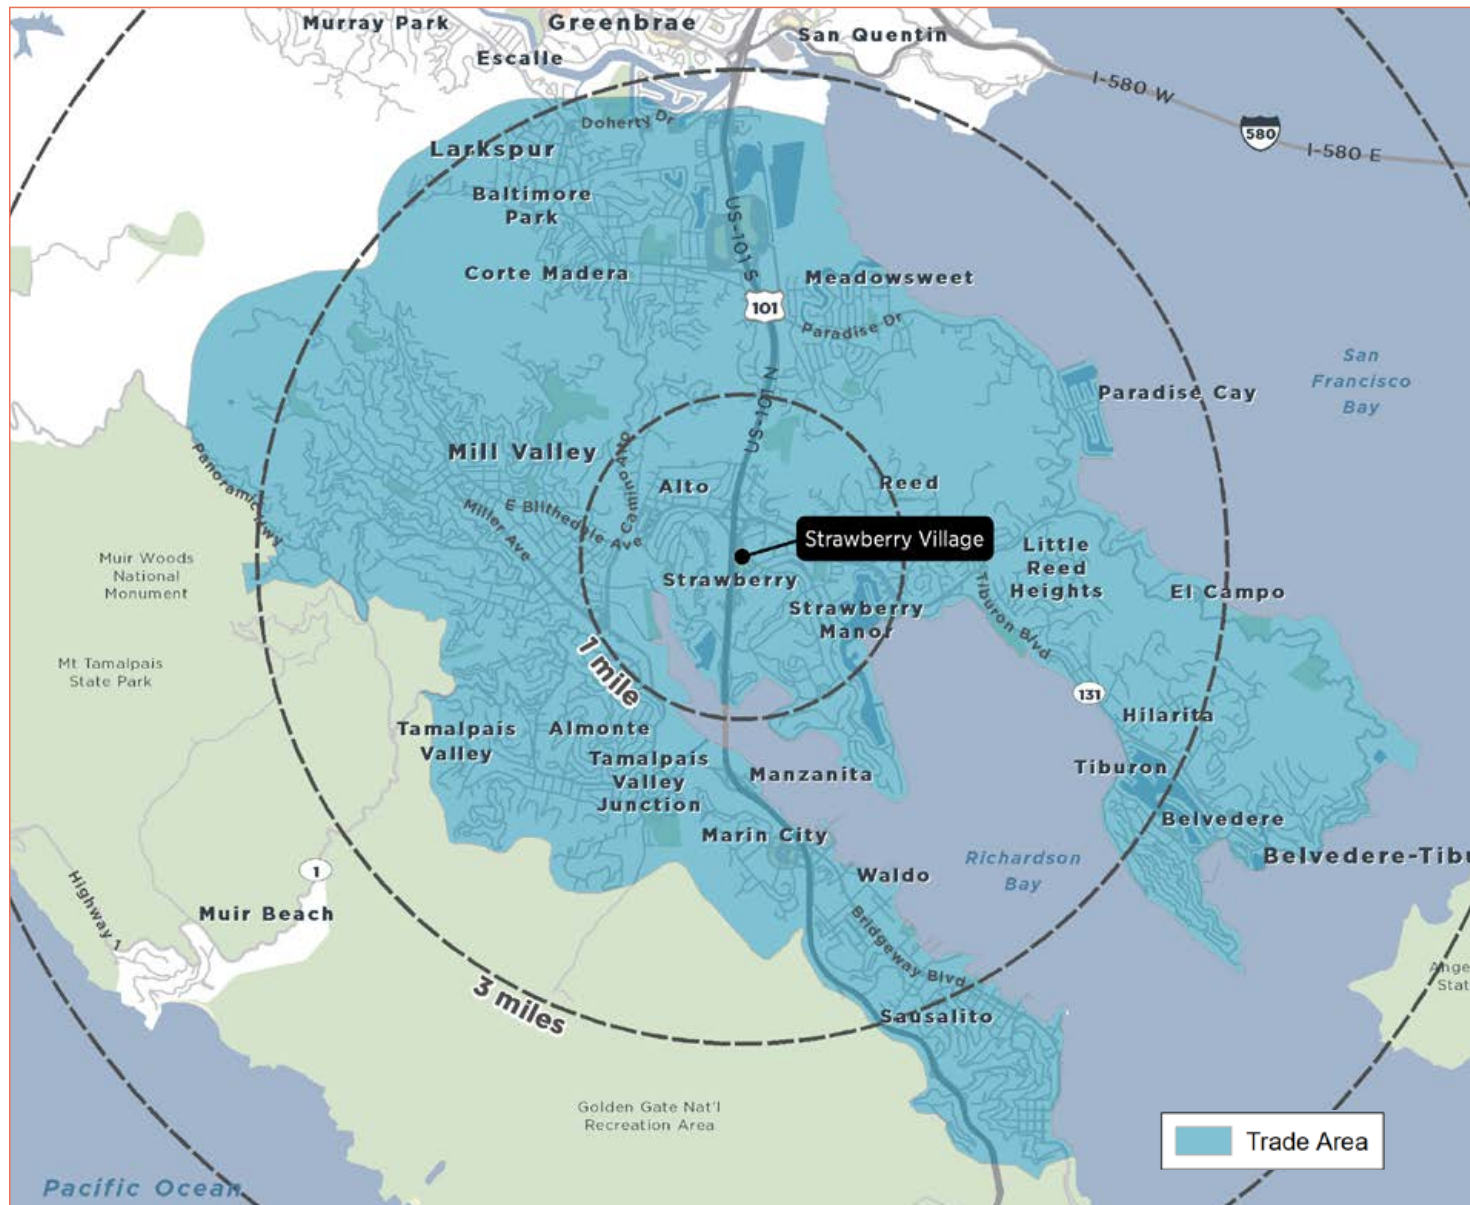 Murray Park
Greenbrae
San Quentin
Escalle
I-580 W
580
I-580 E
Doherty Dr
Larkspur
Baltimore
Park
US-101 S
Corte Madera
Meadowsweet
101
Paradise Dr
San
Francisco
Bay
Paradise Cay
US-101 N
Mill Valley
Camino Alto
Alto
Reed
Panoramic Hwy
Miller Ave
E Blithedale Ave
Strawberry Village
Little
Reed
Heights
Muir Woods
National
Monument
Strawberry
El Campo
Strawberry
Manor
Tiburon Blvd
Mt Tamalpais
State Park
1 mile
131
Hilarita
Tamalpais
Valley
Almonte
Tamalpais
Valley
Junction
Manzanita
Tiburon
Marin City
Belvedere
Richardson
Bay
Belvedere-Tibu
Waldo
1
Highway 1
Muir Beach
Bridgeway Blvd
Ange
Stat
3 miles
Sausalito
Golden Gate Nat'l
Recreation Area
Trade Area
Pacific Ocean